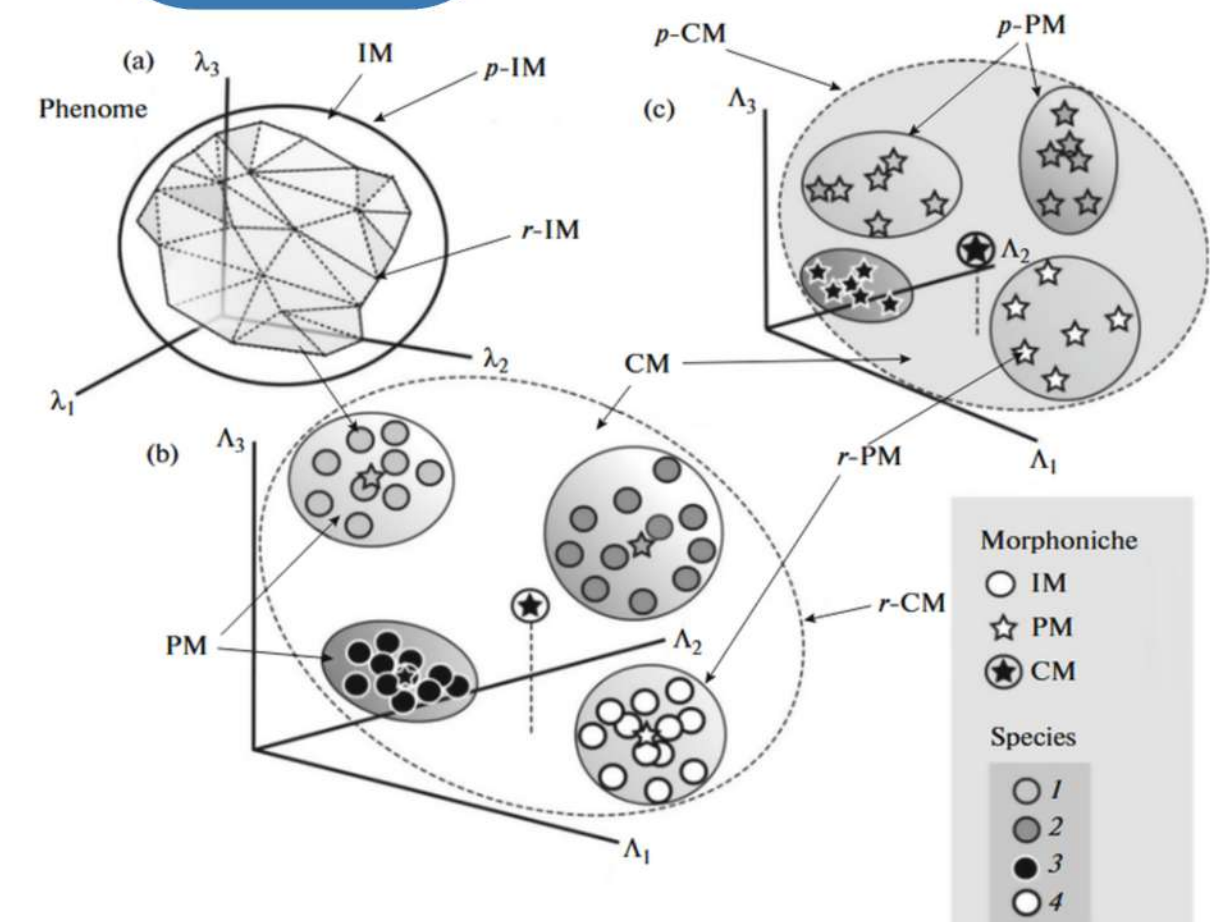 (a)
λ₃
IM
p-IM
Phenome
r-IM
λ₂
λ₁
p-CM
p-PM
(c)
Λ₃
Λ₂
CM
r-PM
Λ₁
(b)
Λ₃
PM
Λ₂
r-CM
Λ₁
Morphoniche
IM
PM
CM
Species
1
2
3
4